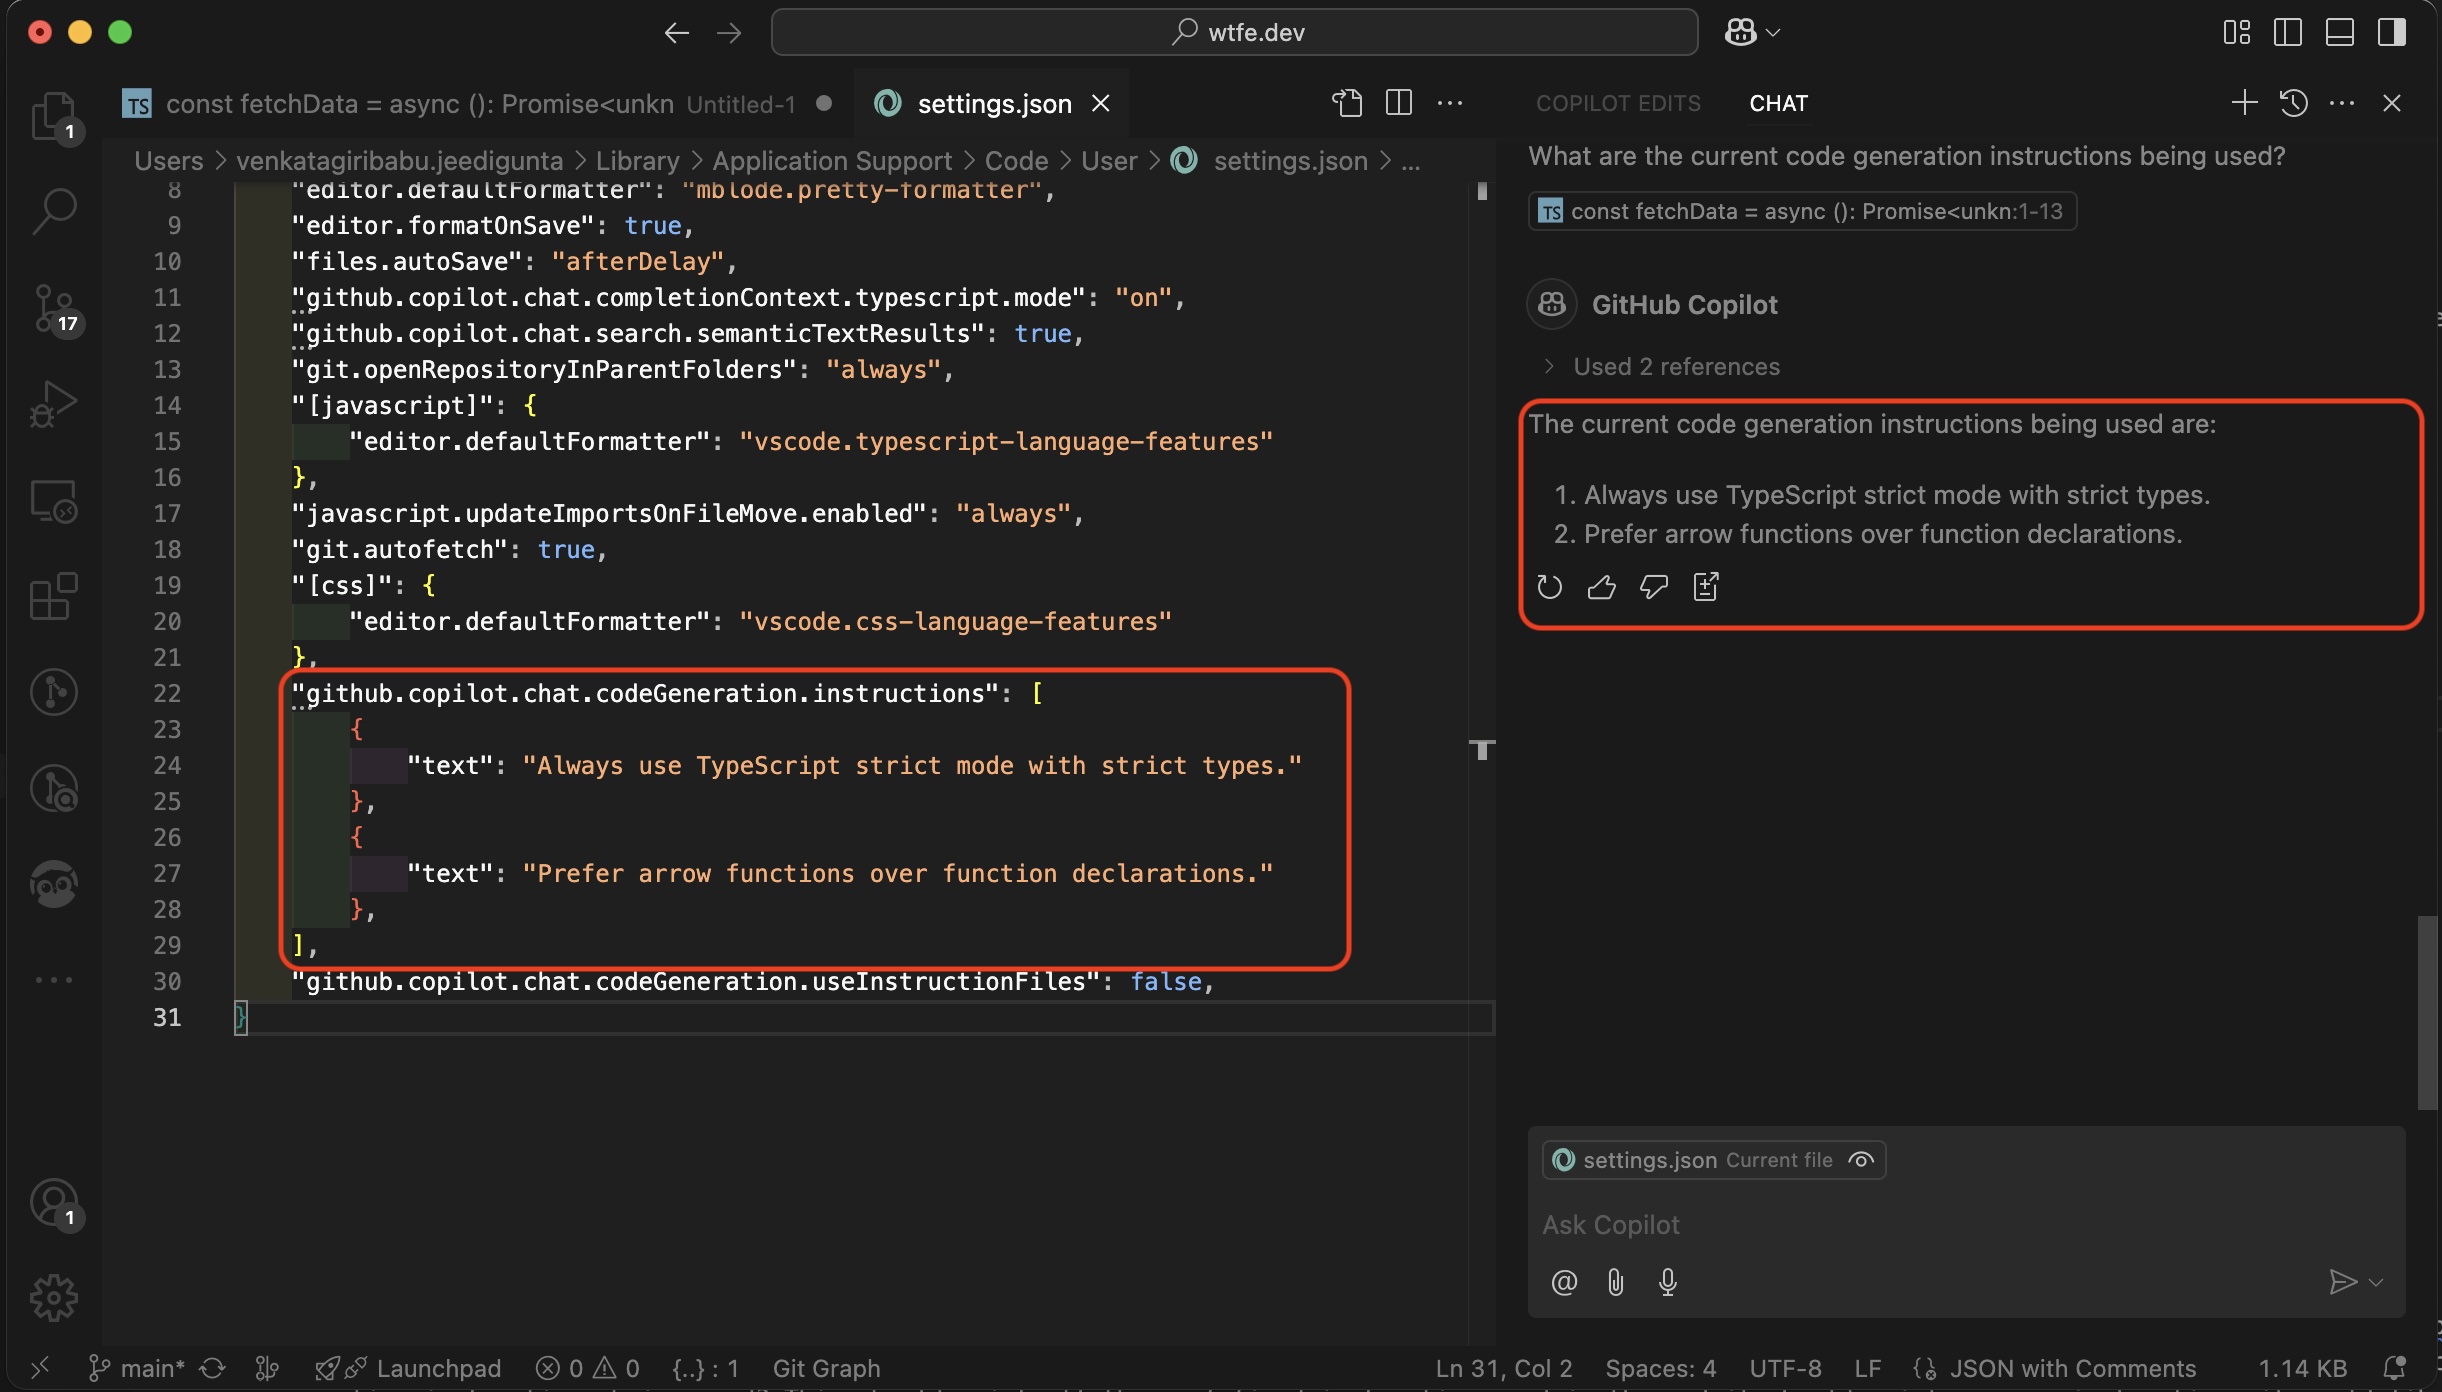 wtfe.dev
TS const fetchData = async (): Promise<unkn Untitled-1
settings.json
COPILOT EDITS CHAT
1
Users > venkatagiribabu.jeedigunta > Library > Application Support > Code > User > settings.json > ...
8 "editor.defaultFormatter": "mblode.pretty-formatter",
9 "editor.formatOnSave": true,
10 "files.autoSave": "afterDelay",
11 "github.copilot.chat.completionContext.typescript.mode": "on",
12 "github.copilot.chat.search.semanticTextResults": true,
13 "git.openRepositoryInParentFolders": "always",
14 "[javascript]": {
15 "editor.defaultFormatter": "vscode.typescript-language-features"
16 },
17 "javascript.updateImportsOnFileMove.enabled": "always",
18 "git.autofetch": true,
19 "[css]": {
20 "editor.defaultFormatter": "vscode.css-language-features"
21 },
22 "github.copilot.chat.codeGeneration.instructions": [
23 {
24 "text": "Always use TypeScript strict mode with strict types."
25 },
26 {
27 "text": "Prefer arrow functions over function declarations."
28 },
29 ],
30 "github.copilot.chat.codeGeneration.useInstructionFiles": false,
31 }
17
1
What are the current code generation instructions being used?
TS const fetchData = async (): Promise<unkn:1-13
GitHub Copilot
> Used 2 references
The current code generation instructions being used are:
1. Always use TypeScript strict mode with strict types.
2. Prefer arrow functions over function declarations.
settings.json Current file
Ask Copilot
@
main* Launchpad 0 0 {..} : 1 Git Graph
Ln 31, Col 2 Spaces: 4 UTF-8 LF JSON with Comments 1.14 KB